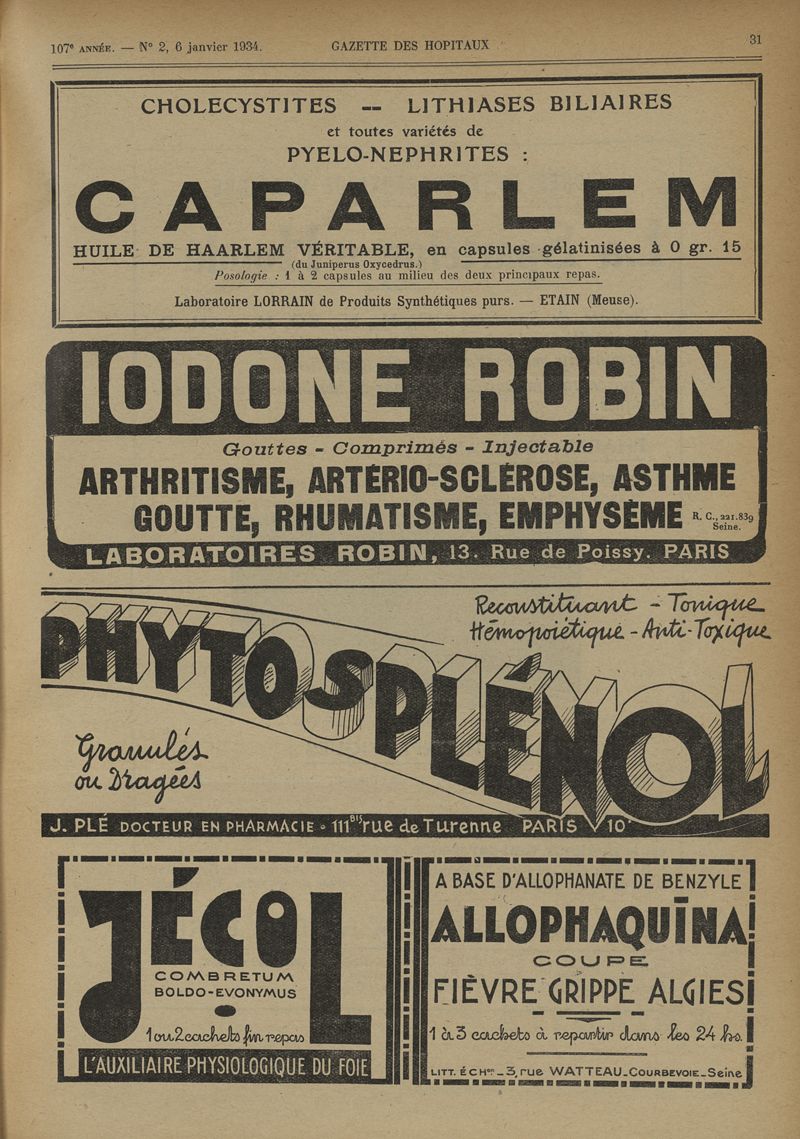 107e ANNÉE. — No 2, 6 janvier 1934. GAZETTE DES HOPITAUX 31
CHOLECYSTITES — LITHIASES BILIAIRES
et toutes variétés de
PYELO-NEPHRITES :
CAPARLEM
HUILE DE HAARLEM VÉRITABLE, en capsules gélatinisées à 0 gr. 15
(du Juniperus Oxycedrus.)
Posologie : 1 à 2 capsules au milieu des deux principaux repas.
Laboratoire LORRAIN de Produits Synthétiques purs. — ETAIN (Meuse).
IODONE ROBIN
Gouttes - Comprimés - Injectable
ARTHRITISME, ARTÉRIO-SCLÉROSE, ASTHME
GOUTTE, RHUMATISME, EMPHYSÈME R. C., 221.839
Seine.
LABORATOIRES ROBIN, 13. Rue de Poissy. PARIS
Reconstituant - Tonique
Hémopoïétique - Anti-Toxique
PHYTOSPLÉNOL
Granulés
ou Dragées
J. PLÉ DOCTEUR EN PHARMACIE - 111BIS rue de Turenne PARIS 10e
JÉCOL
COMBRETUM
BOLDO-EVONYMUS
1 ou 2 cachets fin repas
L'AUXILIAIRE PHYSIOLOGIQUE DU FOIE
A BASE D'ALLOPHANATE DE BENZYLE
ALLOPHAQUINA
COUPE
FIÈVRE GRIPPE ALGIES
1 à 3 cachets à repartir dans les 24 hs.
LITT. ÉCHons - 3, rue WATTEAU - COURBEVOIE - Seine